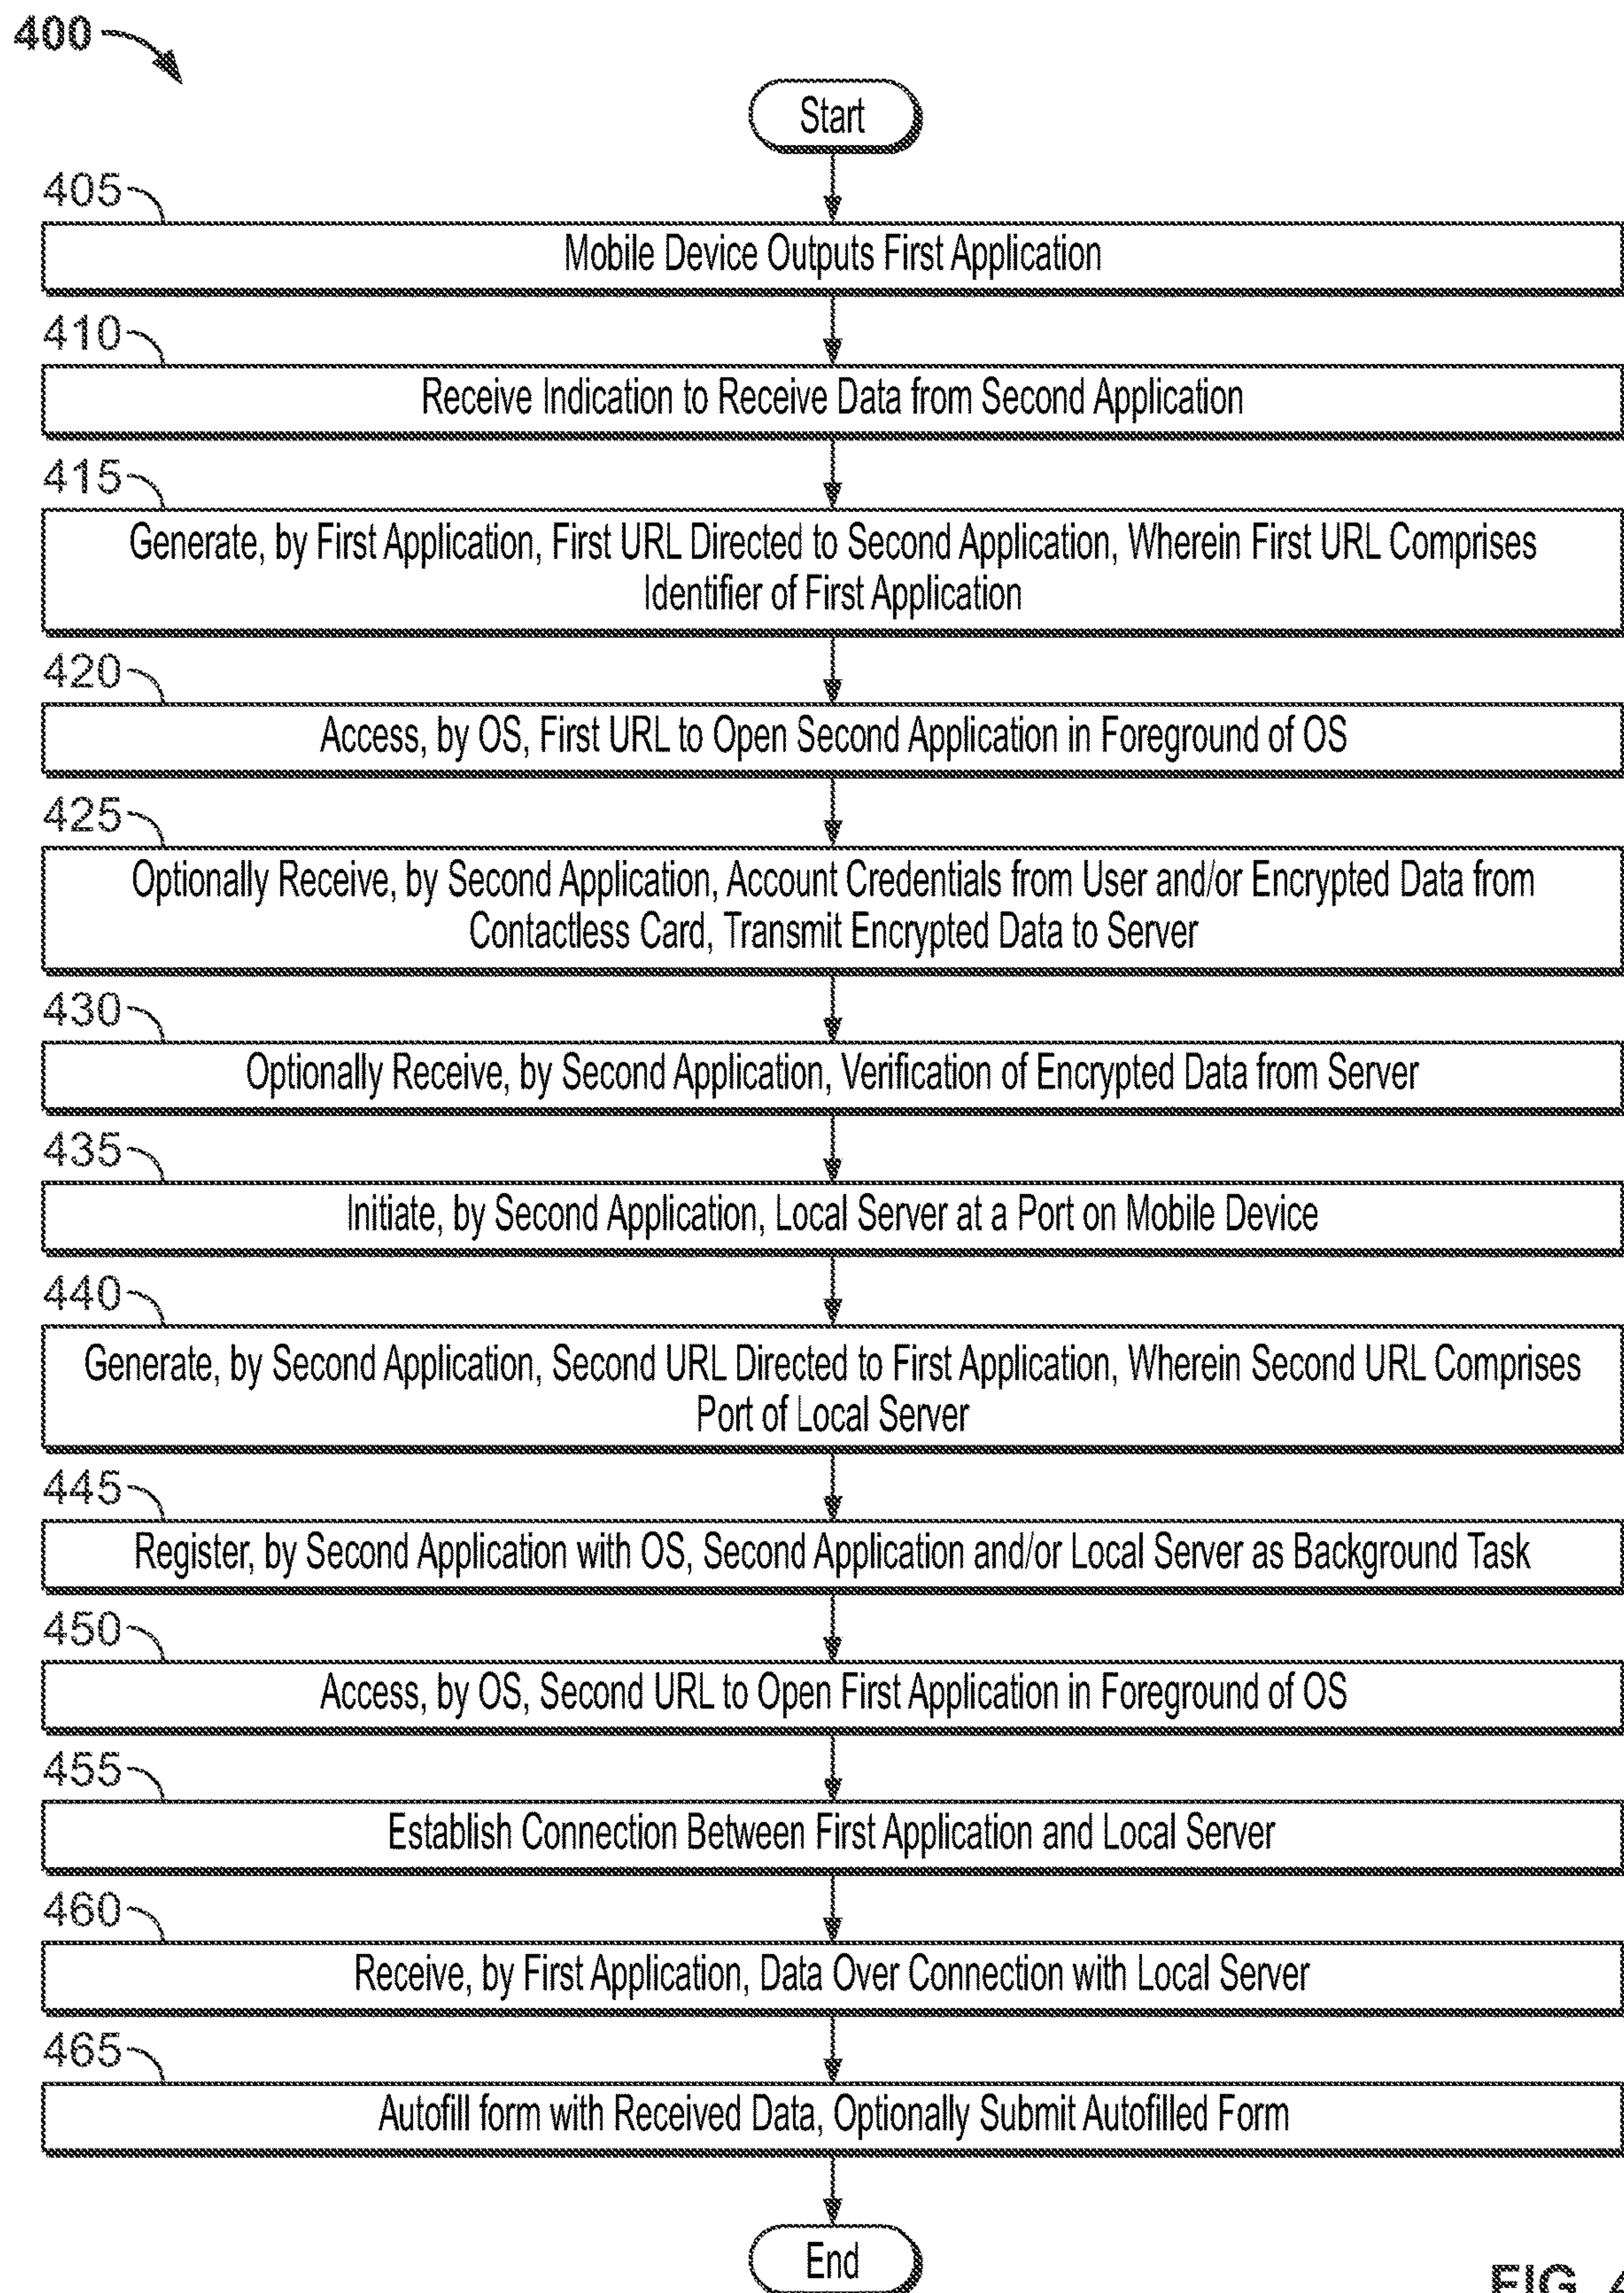 400
Start
405
Mobile Device Outputs First Application
410
Receive Indication to Receive Data from Second Application
415
Generate, by First Application, First URL Directed to Second Application, Wherein First URL Comprises
Identifier of First Application
420
Access, by OS, First URL to Open Second Application in Foreground of OS
425
Optionally Receive, by Second Application, Account Credentials from User and/or Encrypted Data from
Contactless Card, Transmit Encrypted Data to Server
430
Optionally Receive, by Second Application, Verification of Encrypted Data from Server
435
Initiate, by Second Application, Local Server at a Port on Mobile Device
440
Generate, by Second Application, Second URL Directed to First Application, Wherein Second URL Comprises
Port of Local Server
445
Register, by Second Application with OS, Second Application and/or Local Server as Background Task
450
Access, by OS, Second URL to Open First Application in Foreground of OS
455
Establish Connection Between First Application and Local Server
460
Receive, by First Application, Data Over Connection with Local Server
465
Autofill form with Received Data, Optionally Submit Autofilled Form
End
FIG. 4